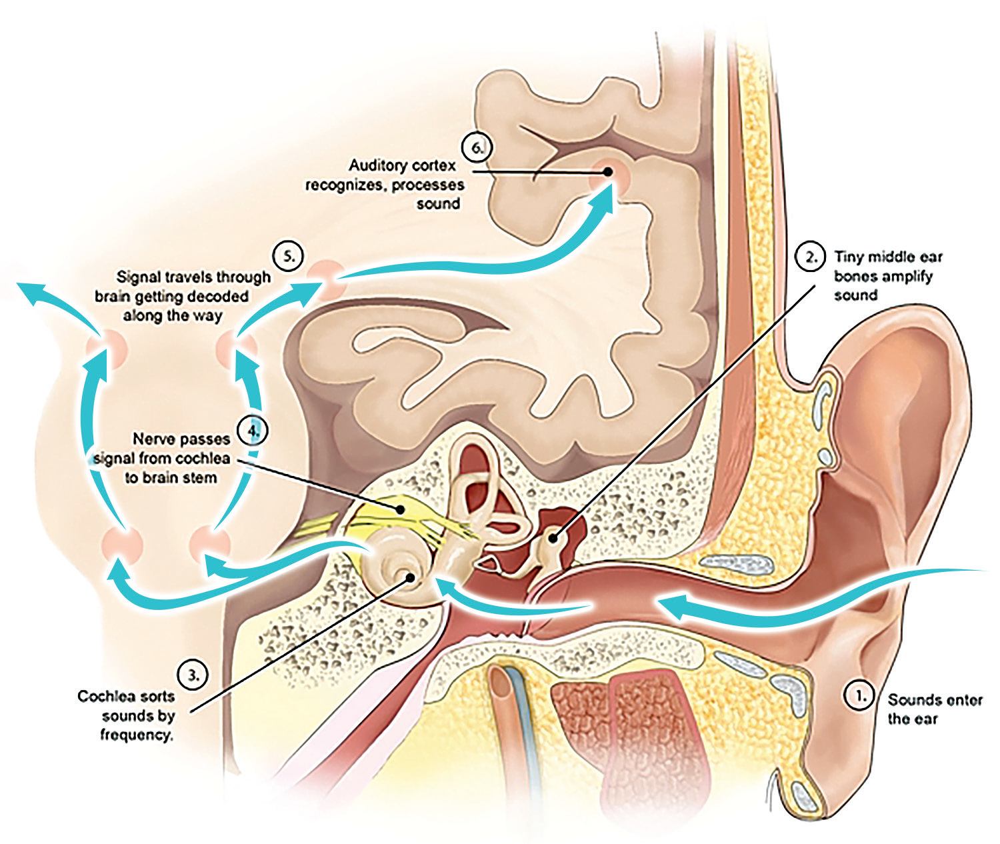 1.
Sounds enter
the ear
2.
Tiny middle ear
bones amplify
sound
3.
Cochlea sorts
sounds by
frequency.
4.
Nerve passes
signal from cochlea
to brain stem
5.
Signal travels through
brain getting decoded
along the way
6.
Auditory cortex
recognizes, processes
sound